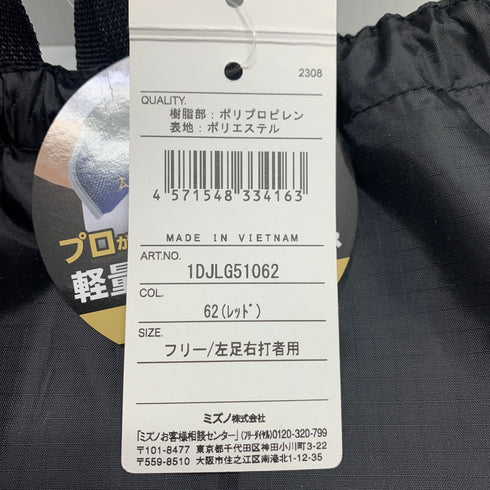 2308
QUALITY.
樹脂部：ポリプロピレン
表地：ポリエステル
4 571548 334163
MADE IN VIETNAM
ART.NO.
1DJLG51062
COL.
62(ﾚｯﾄﾞ)
SIZE.
フリー/左足右打者用
ミズノ株式会社
「ミズノお客様相談センター」(フリーダイヤル)0120-320-799
〒101-8477 東京都千代田区神田小川町3-22
〒559-8510 大阪市住之江区南港北1-12-35
プロが
軽量